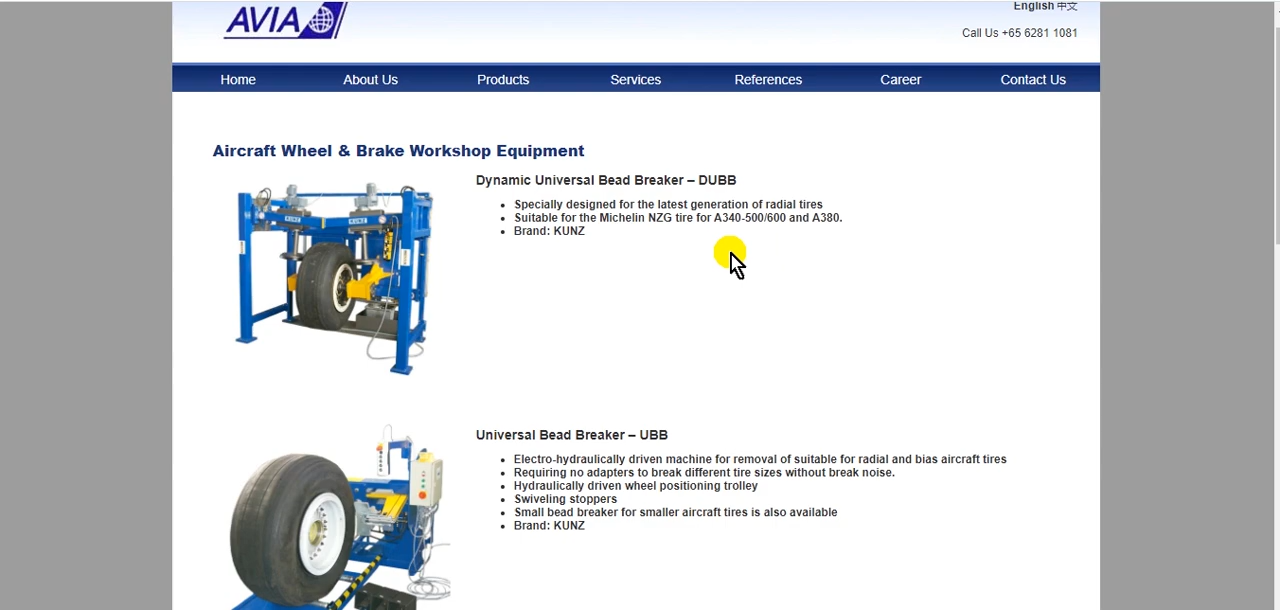 AVIA
English 中文
Call Us +65 6281 1081
Home About Us Products Services References Career Contact Us
Aircraft Wheel & Brake Workshop Equipment
Dynamic Universal Bead Breaker – DUBB
Specially designed for the latest generation of radial tires
Suitable for the Michelin NZG tire for A340-500/600 and A380.
Brand: KUNZ
KUNZ KUNZ
Universal Bead Breaker – UBB
Electro-hydraulically driven machine for removal of suitable for radial and bias aircraft tires
Requiring no adapters to break different tire sizes without break noise.
Hydraulically driven wheel positioning trolley
Swiveling stoppers
Small bead breaker for smaller aircraft tires is also available
Brand: KUNZ